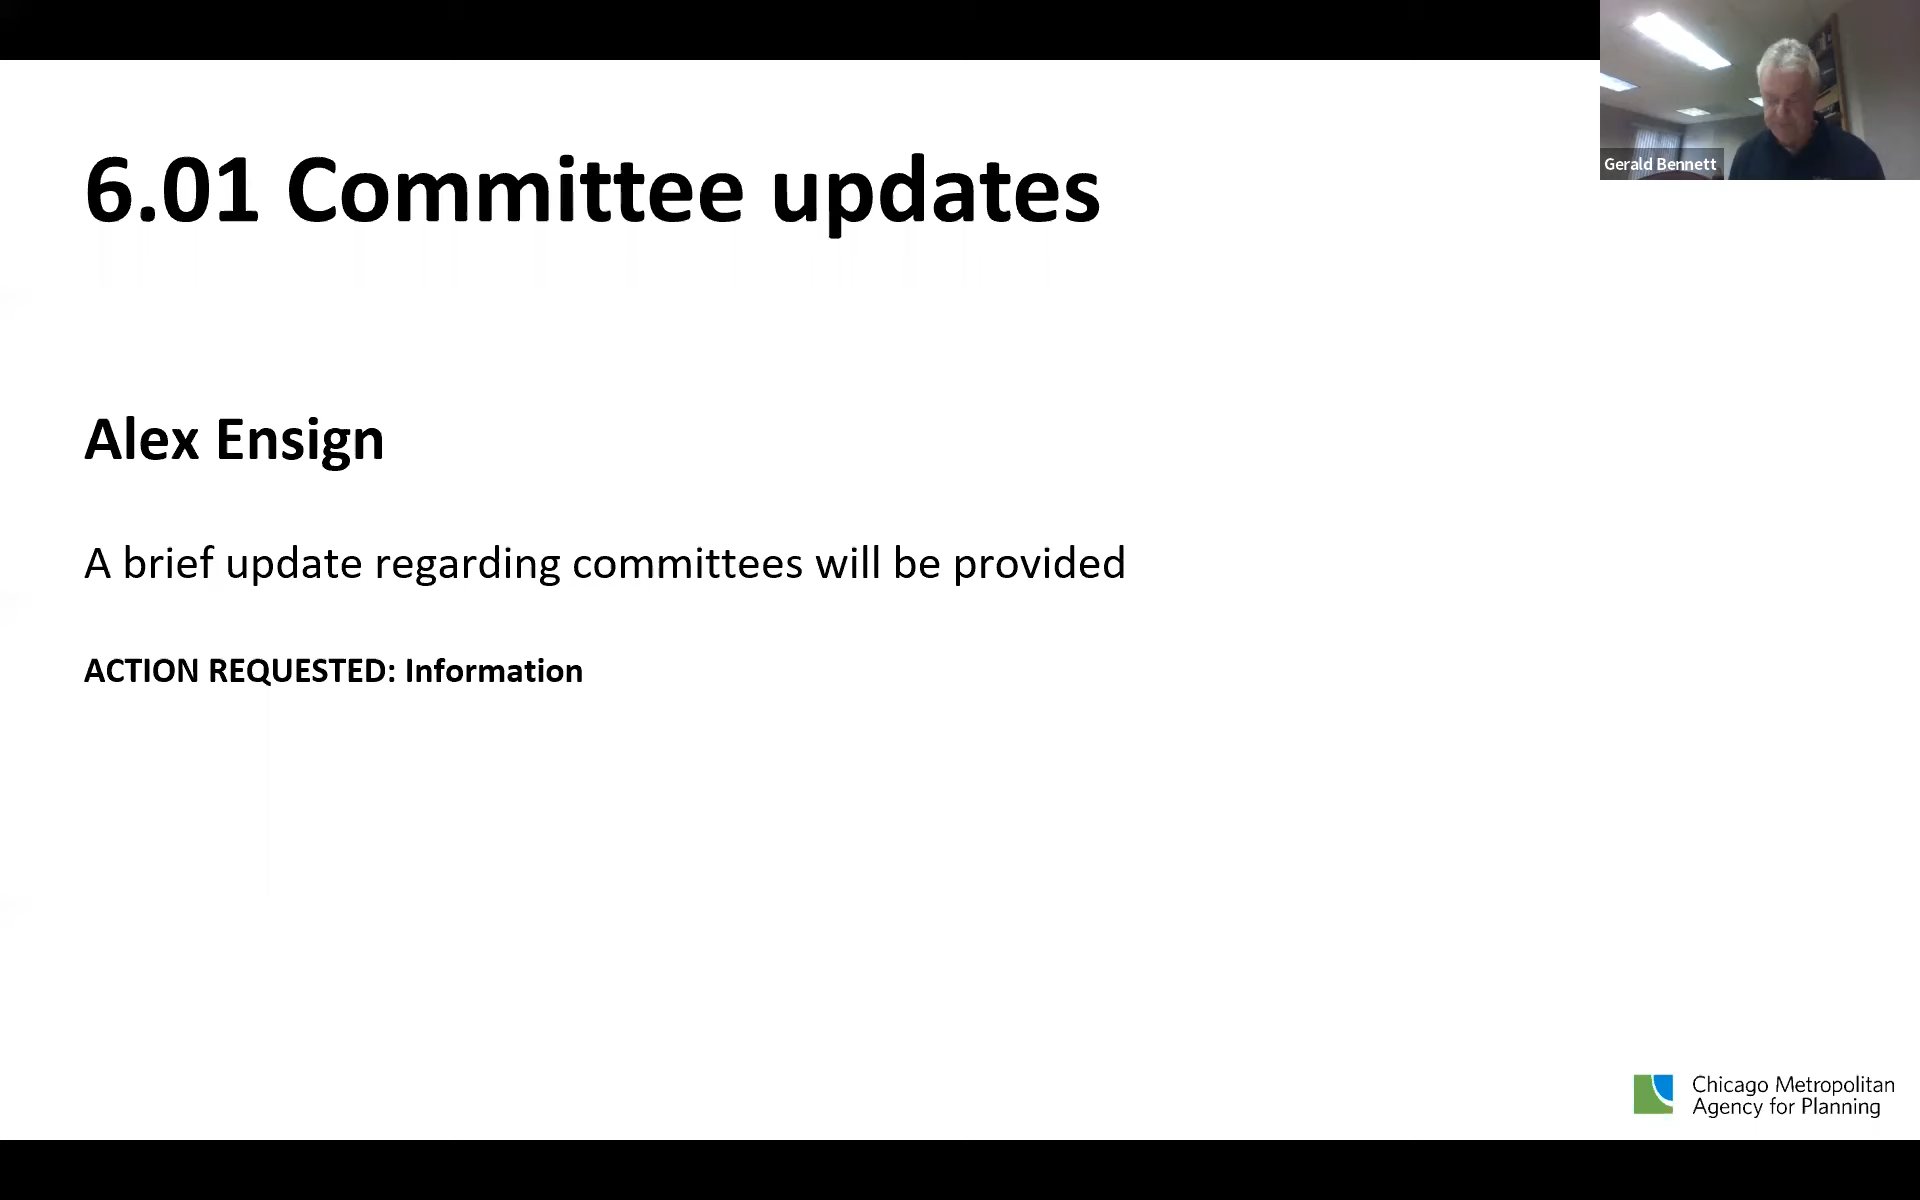 6.01 Committee updates
Gerald Bennett
Alex Ensign
A brief update regarding committees will be provided
ACTION REQUESTED: Information
Chicago Metropolitan
Agency for Planning